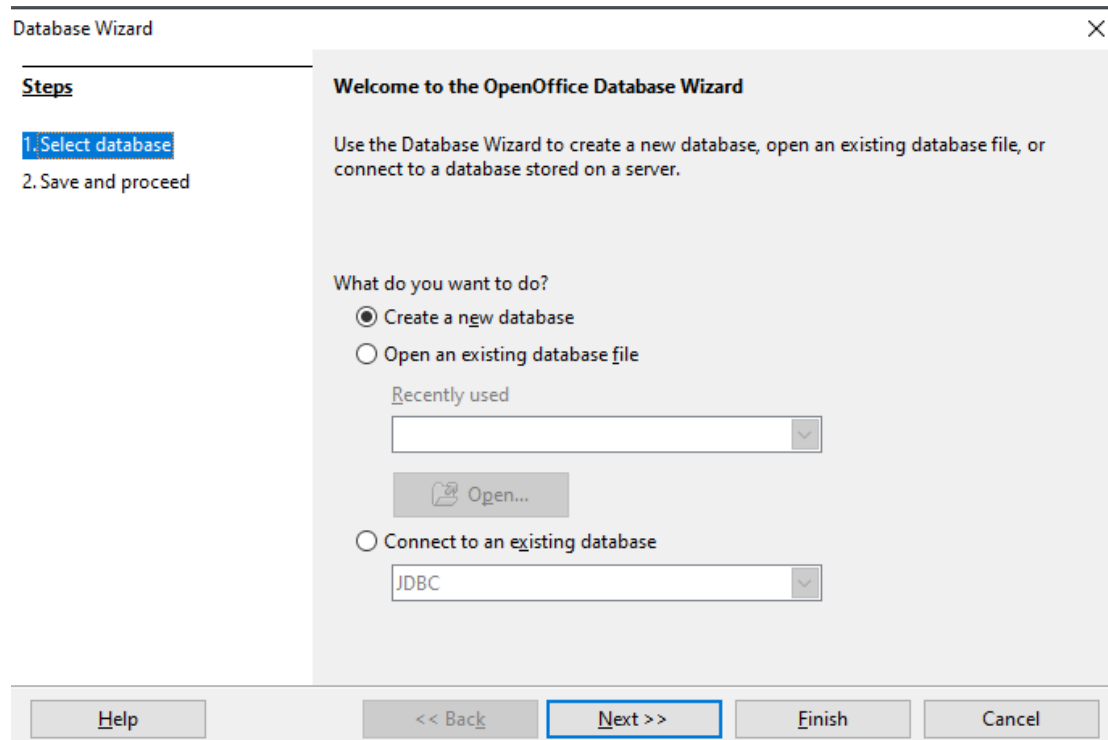 Database Wizard
Steps
1. Select database
2. Save and proceed
Welcome to the OpenOffice Database Wizard
Use the Database Wizard to create a new database, open an existing database file, or
connect to a database stored on a server.
What do you want to do?
Create a new database
Open an existing database file
Recently used
Open...
Connect to an existing database
JDBC
Help
<< Back
Next >>
Finish
Cancel